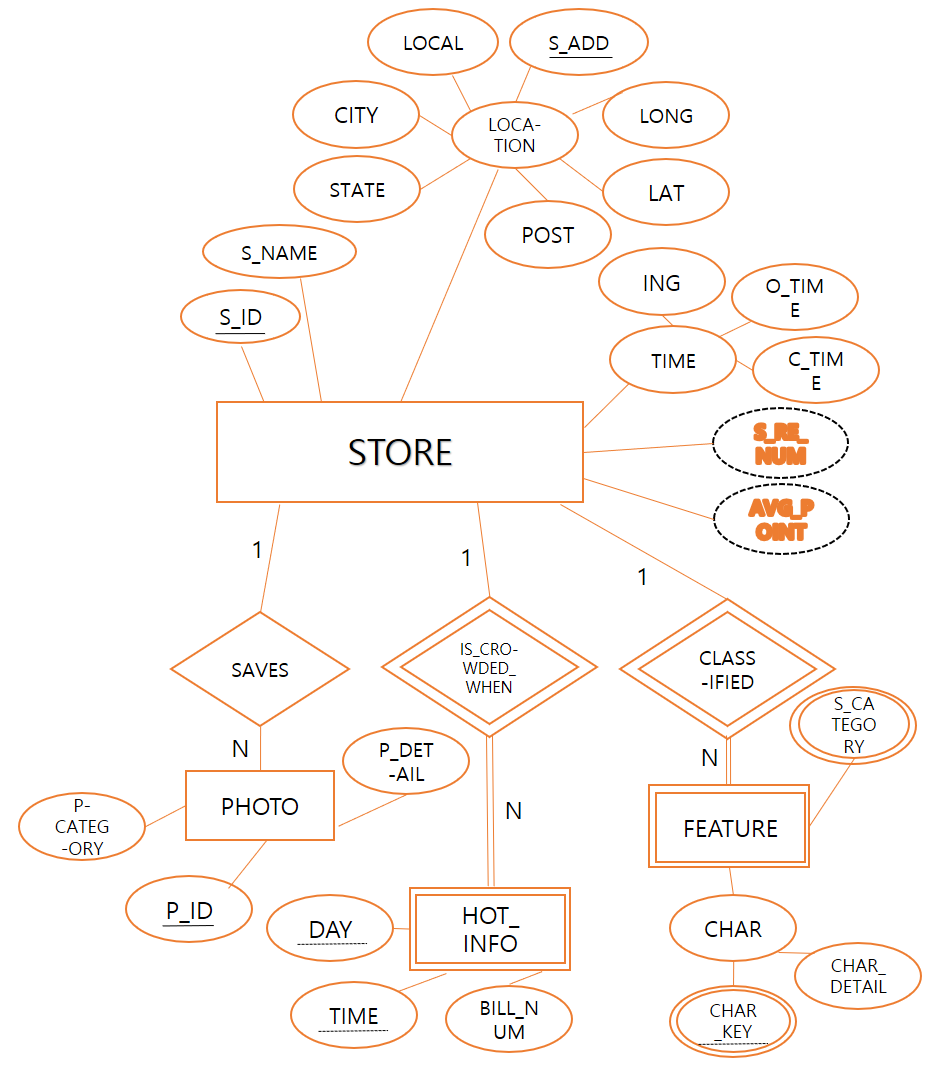 LOCAL
S_ADD
CITY
LOCA-
TION
LONG
STATE
LAT
POST
S_NAME
ING
O_TIM
E
S_ID
TIME
C_TIM
E
STORE
S_RE_
NUM
AVG_P
OINT
1
1
1
SAVES
IS_CRO-
WDED_
WHEN
CLASS
-IFIED
S_CA
TEGO
RY
N
P_DET
-AIL
N
P-
CATEG
-ORY
PHOTO
N
FEATURE
P_ID
DAY
HOT_
INFO
CHAR
CHAR_
DETAIL
TIME
BILL_N
UM
CHAR
_KEY